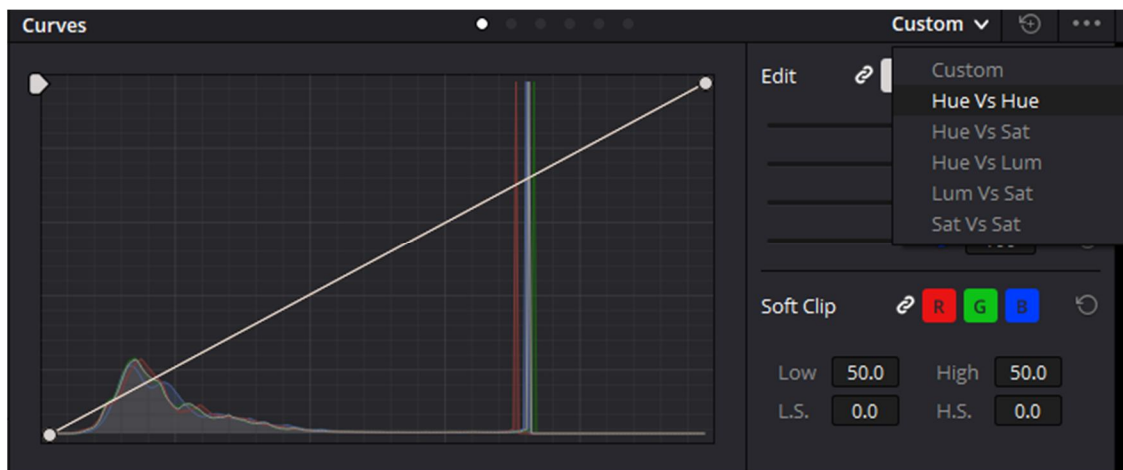 Curves
Custom
Edit
Custom
Hue Vs Hue
Hue Vs Sat
Hue Vs Lum
Lum Vs Sat
Sat Vs Sat
Soft Clip R G B
Low 50.0 High 50.0
L.S. 0.0 H.S. 0.0